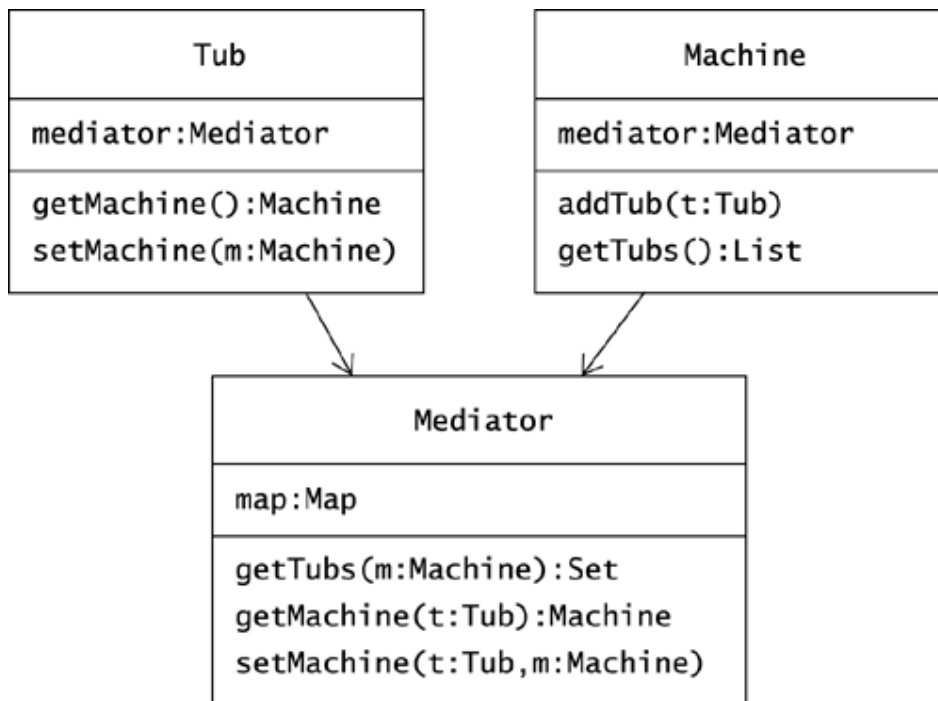 Tub
mediator:Mediator
getMachine():Machine
setMachine(m:Machine)
Machine
mediator:Mediator
addTub(t:Tub)
getTubs():List
Mediator
map:Map
getTubs(m:Machine):Set
getMachine(t:Tub):Machine
setMachine(t:Tub,m:Machine)